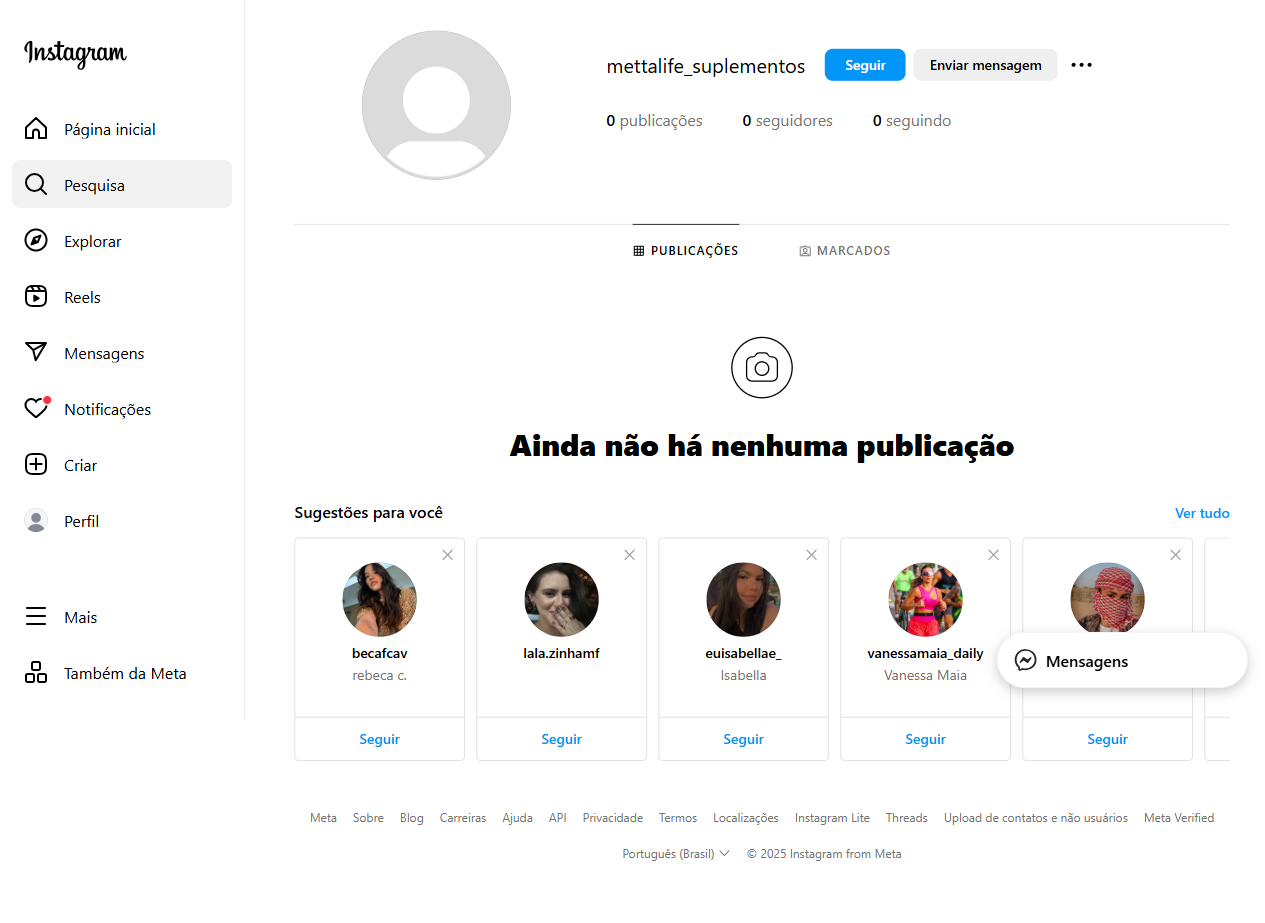 Instagram
Página inicial
Pesquisa
Explorar
Reels
Mensagens
Notificações
Criar
Perfil
Mais
Também da Meta
mettalife_suplementos
Seguir
Enviar mensagem
0 publicações
0 seguidores
0 seguindo
PUBLICAÇÕES
MARCADOS
Ainda não há nenhuma publicação
Sugestões para você
Ver tudo
becafcav
rebeca c.
Seguir
lala.zinhamf
Seguir
euisabellae_
Isabella
Seguir
vanessamaia_daily
Vanessa Maia
Seguir
Seguir
Mensagens
Meta Sobre Blog Carreiras Ajuda API Privacidade Termos Localizações Instagram Lite Threads Upload de contatos e não usuários Meta Verified
Português (Brasil) © 2025 Instagram from Meta